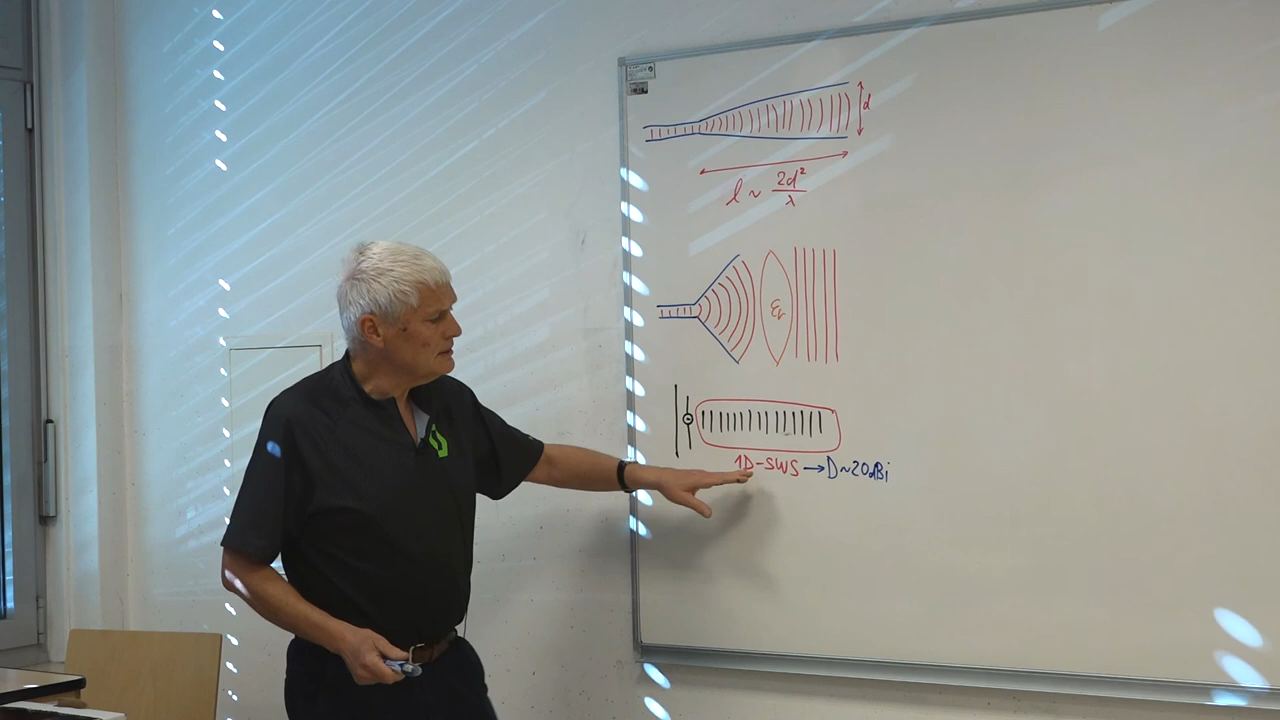 d
l ~ 2d²/λ
εr
1D-SWS → D~20dBi